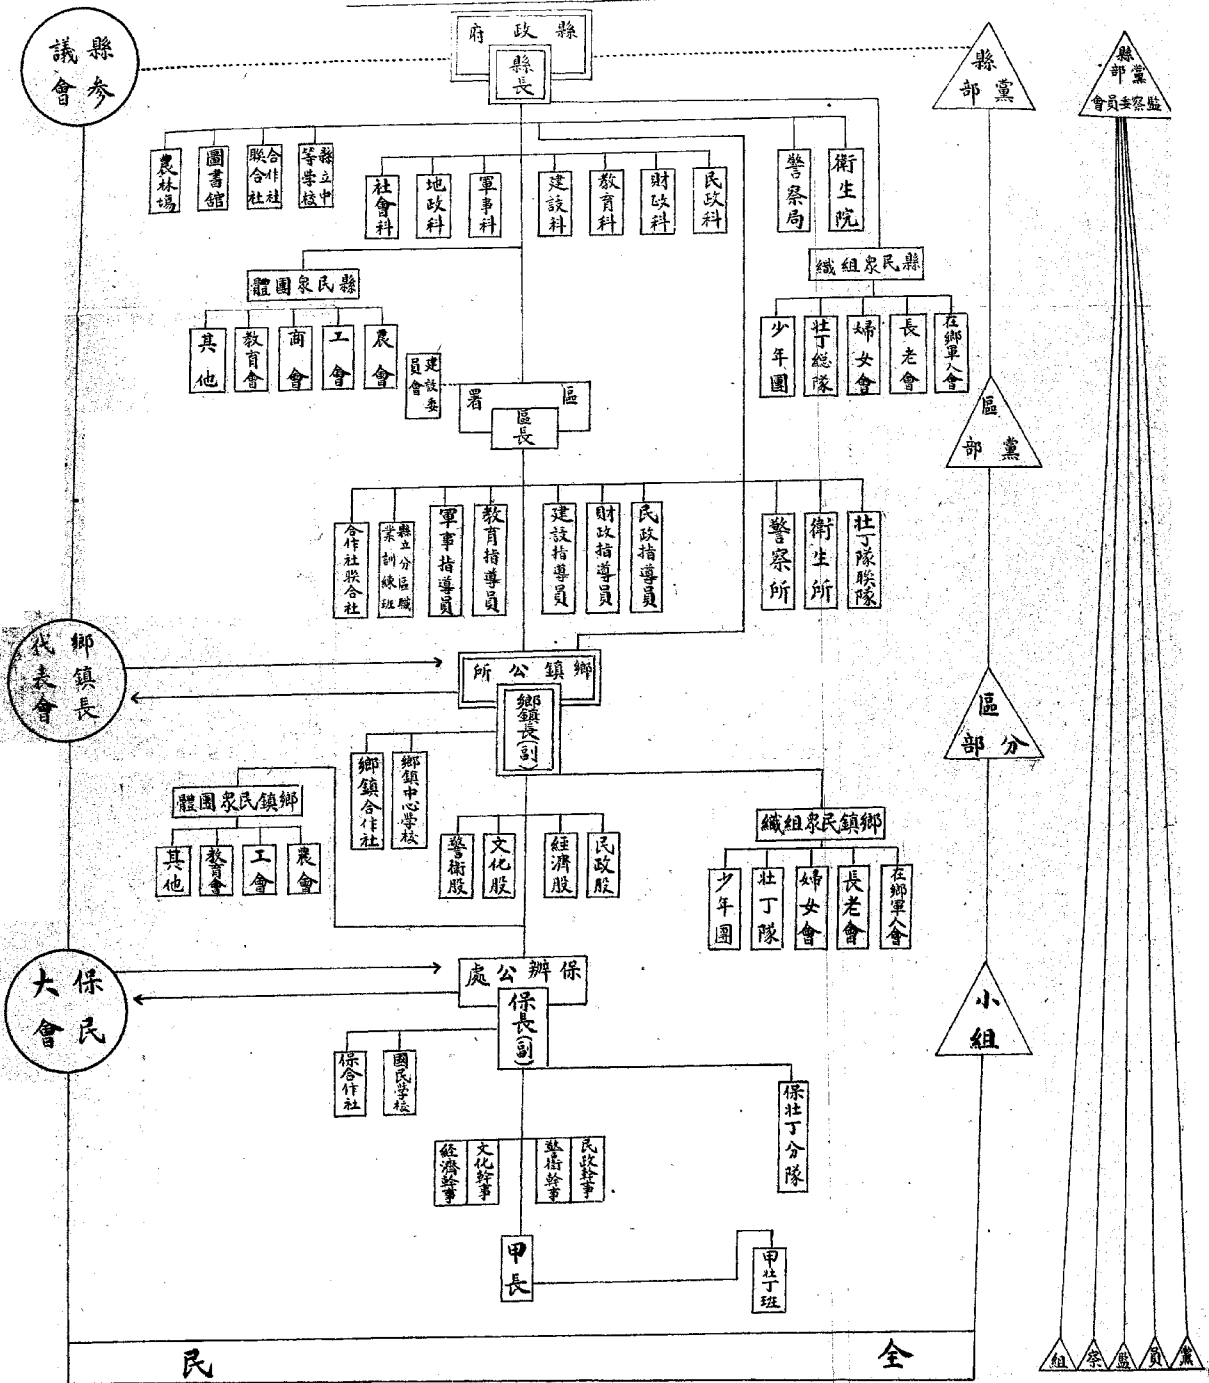 縣參議會
縣政府
縣長
縣黨部
縣黨部監察委員會
縣立中等學校
合作社聯合社
圖書館
農林場
衛生院
警察局
民政科
財政科
教育科
建設科
軍事科
地政科
社會科
縣民眾團體
農會
工會
商會
教育會
其他
縣民眾組織
在鄉軍人會
長老會
婦女會
壯丁總隊
少年團
建設委員會
區署
區長
區黨部
民政指導員
財政指導員
建設指導員
教育指導員
軍事指導員
縣立分區職業訓練班
合作社聯合社
壯丁隊聯隊
衛生所
警察所
鄉鎮長代表會
鄉鎮公所
鄉鎮長(副)
區分部
鄉鎮中心學校
鄉鎮合作社
鄉鎮民眾團體
農會
工會
教育會
其他
民政股
經濟股
文化股
警衛股
鄉鎮民眾組織
在鄉軍人會
長老會
婦女會
壯丁隊
少年團
保民大會
保辦公處
保長(副)
小組
國民學校
保合作社
保壯丁分隊
民政幹事
警衛幹事
文化幹事
經濟幹事
甲長
甲壯丁班
全民
黨員監察組